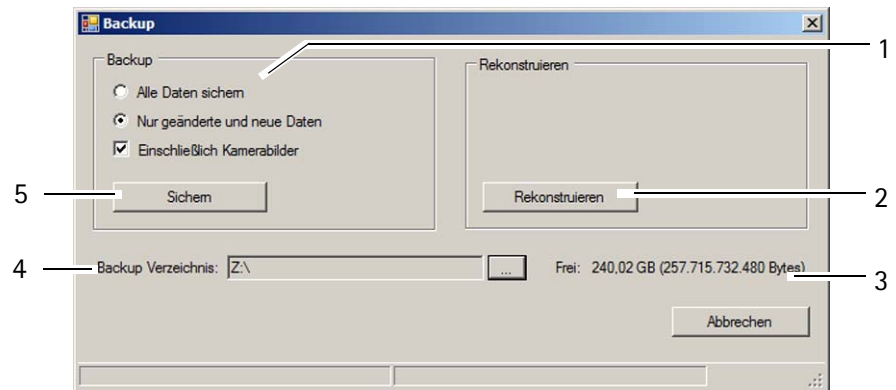 Backup
1
Backup
Rekonstruieren
Alle Daten sichern
Nur geänderte und neue Daten
Einschließlich Kamerabilder
5
Sichern
Rekonstruieren
2
4
Backup Verzeichnis: Z:\
...
Frei: 240,02 GB (257.715.732.480 Bytes)
3
Abbrechen